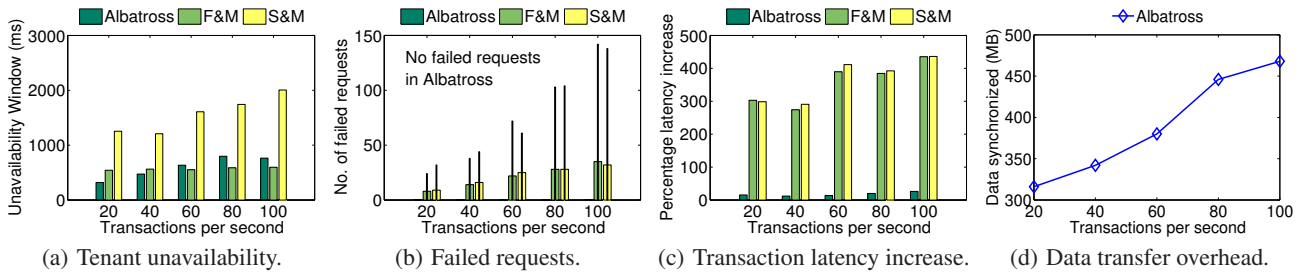 Albatross F&M S&M
Unavailability Window (ms)
3000
2000
1000
0
20 40 60 80 100
Transactions per second
(a) Tenant unavailability.
Albatross F&M S&M
No. of failed requests
150
100
50
0
No failed requests
in Albatross
20 40 60 80 100
Transactions per second
(b) Failed requests.
Albatross F&M S&M
Percentage latency increase
500
400
300
200
100
0
20 40 60 80 100
Transactions per second
(c) Transaction latency increase.
Albatross
Data synchronized (MB)
500
450
400
350
300
20 40 60 80 100
Transactions per second
(d) Data transfer overhead.